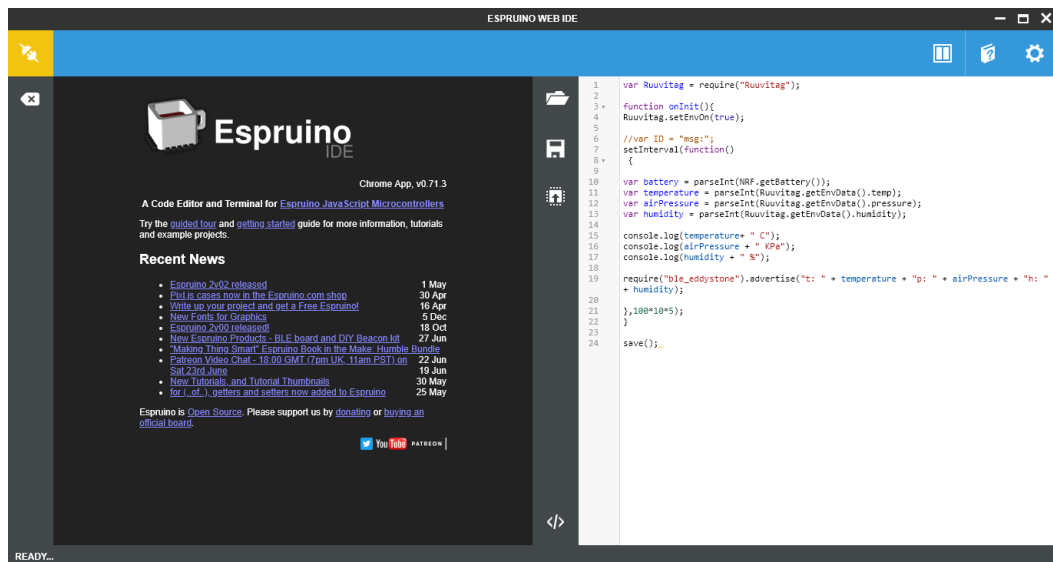 ESPRUINO WEB IDE
Espruino
IDE
Chrome App, v0.71.3
A Code Editor and Terminal for Espruino JavaScript Microcontrollers
Try the guided tour and getting started guide for more information, tutorials
and example projects.
Recent News
Espruino 2v02 released 1 May
Pixl.js cases now in the Espruino.com shop 30 Apr
Write up your project and get a Free Espruino! 16 Apr
New Fonts for Graphics 5 Dec
Espruino 2v00 released! 18 Oct
New Espruino Products - BLE board and DIY Beacon kit 27 Jun
"Making Thing Smart" Espruino Book in the Make: Humble Bundle
Patreon Video Chat - 18:00 GMT (7pm UK, 11am PST) on 22 Jun
Sat 23rd June 19 Jun
New Tutorials, and Tutorial Thumbnails 30 May
for (..of..), getters and setters now added to Espruino 25 May
Espruino is Open Source. Please support us by donating or buying an
official board.
YouTube PATREON
READY...
1 var Ruuvitag = require("Ruuvitag");
2
3 function onInit(){
4 Ruuvitag.setEnvOn(true);
5
6 //var ID = "msg:";
7 setInterval(function()
8 {
9
10 var battery = parseInt(NRF.getBattery());
11 var temperature = parseInt(Ruuvitag.getEnvData().temp);
12 var airPressure = parseInt(Ruuvitag.getEnvData().pressure);
13 var humidity = parseInt(Ruuvitag.getEnvData().humidity);
14
15 console.log(temperature+ " C");
16 console.log(airPressure + " KPa");
17 console.log(humidity + " %");
18
19 require("ble_eddystone").advertise("t: " + temperature + "p: " + airPressure + "h: "
+ humidity);
20
21 },100*10*5);
22 }
23
24 save();